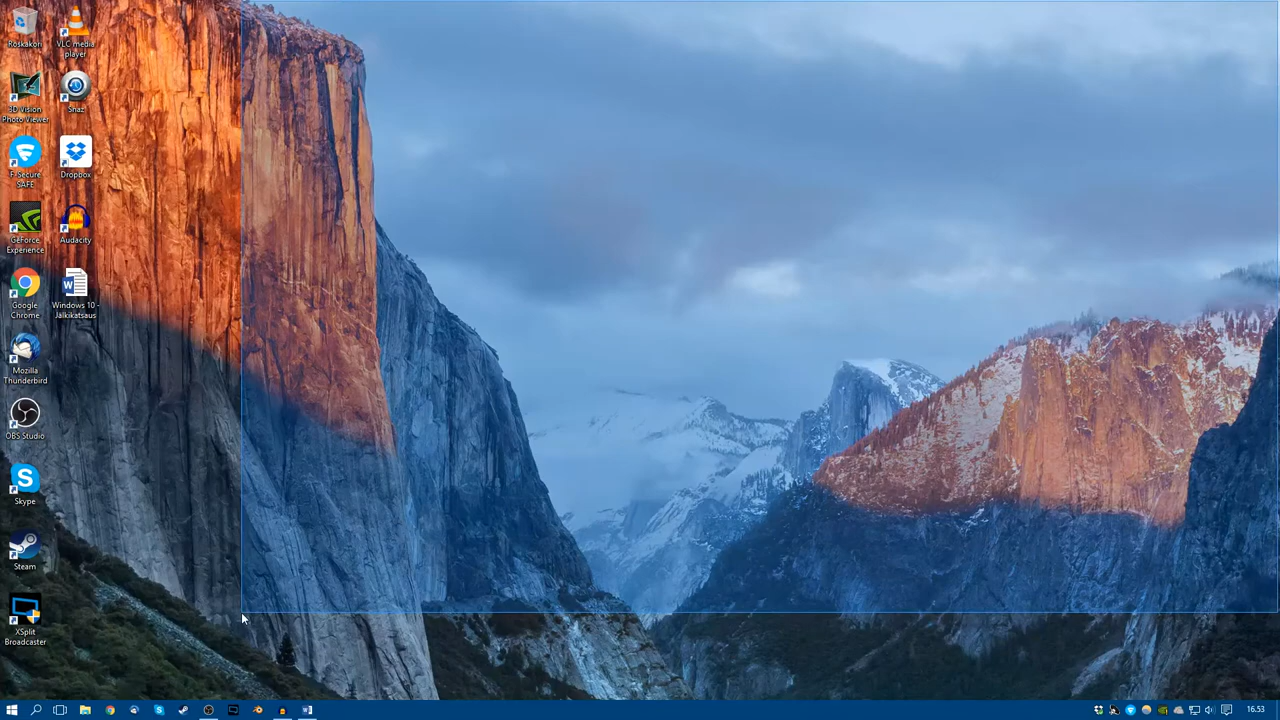 Roskakori
VLC media
player
3D Vision
Photo Viewer
Snaz
F-Secure
SAFE
Dropbox
GeForce
Experience
Audacity
Google
Chrome
Windows 10 -
Jälkikatsaus
Mozilla
Thunderbird
OBS Studio
Skype
Steam
XSplit
Broadcaster
16.53